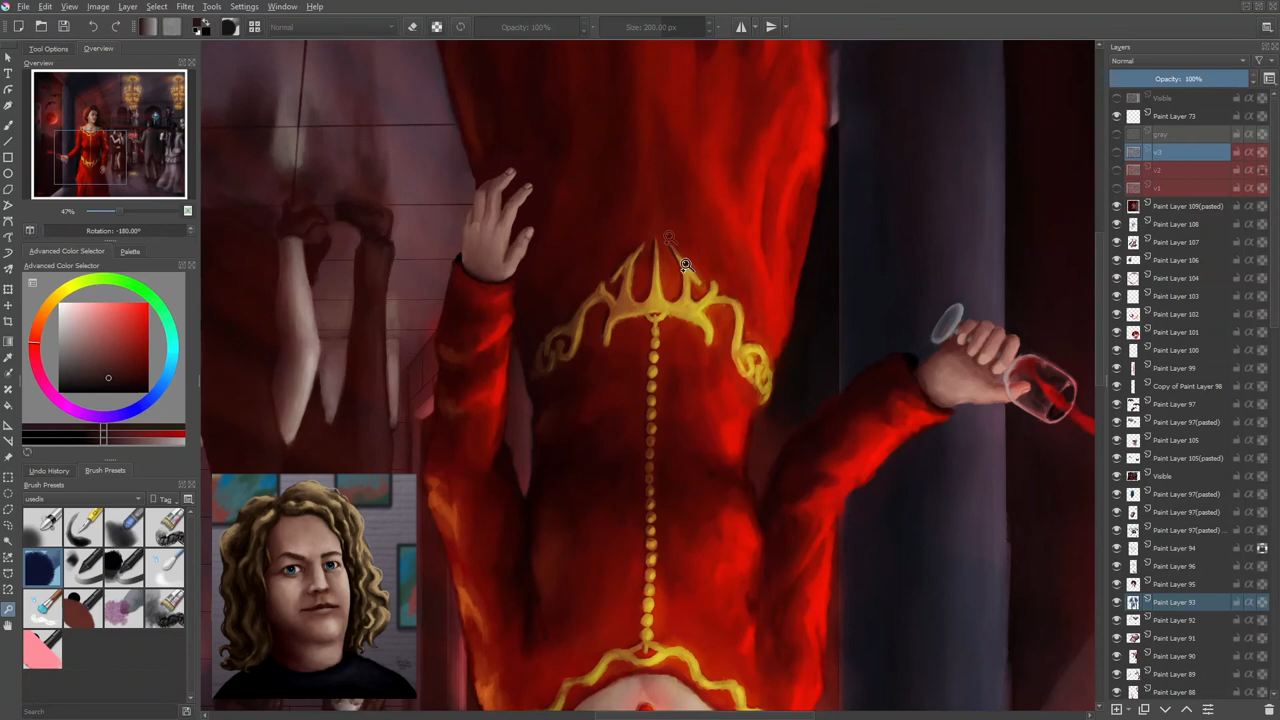 File Edit View Image Layer Select Filter Tools Settings Window Help
Normal Opacity: 100% Size: 200.00 px
Tool Options Overview
Overview
47%
Rotation: -180.00°
Advanced Color Selector Palette
Advanced Color Selector
Undo History Brush Presets
Brush Presets
usedis Tag
Search
Layers
Normal
Opacity: 100%
Visible
Paint Layer 73
gray
v3
v2
v1
Paint Layer 109(pasted)
Paint Layer 108
Paint Layer 107
Paint Layer 106
Paint Layer 104
Paint Layer 103
Paint Layer 102
Paint Layer 101
Paint Layer 100
Paint Layer 99
Copy of Paint Layer 98
Paint Layer 97
Paint Layer 97(pasted)
Paint Layer 105
Paint Layer 105(pasted)
Visible
Paint Layer 97(pasted)
Paint Layer 97(pasted)
Paint Layer 97(pasted) ...
Paint Layer 94
Paint Layer 96
Paint Layer 95
Paint Layer 93
Paint Layer 92
Paint Layer 91
Paint Layer 90
Paint Layer 89
Paint Layer 88